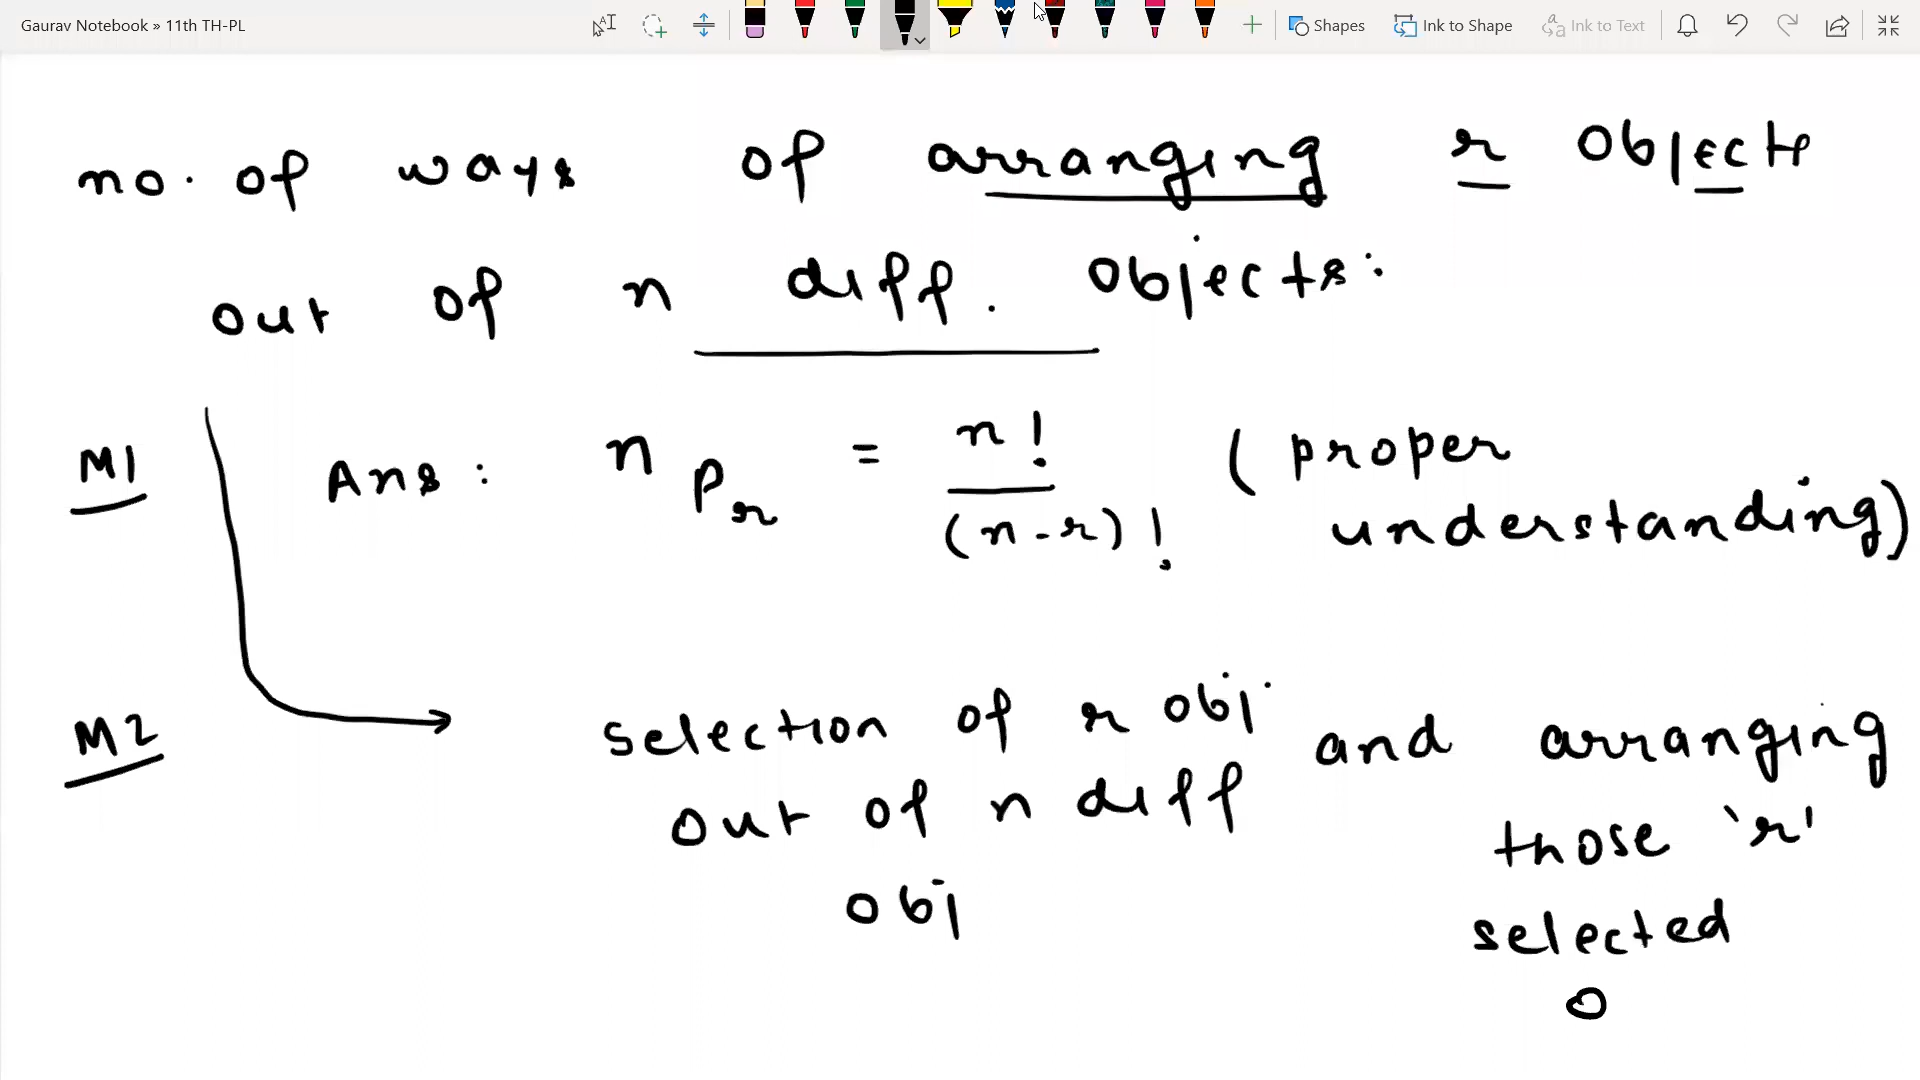 Gaurav Notebook » 11th TH-PL
Shapes
Ink to Shape
Ink to Text
no. of ways of arranging r objects
out of n diff. objects:
M1 Ans: nPr = n!/(n-r)! (proper
understanding)
M2 selection of r obj and arranging
out of n diff those 'r'
obj selected
o